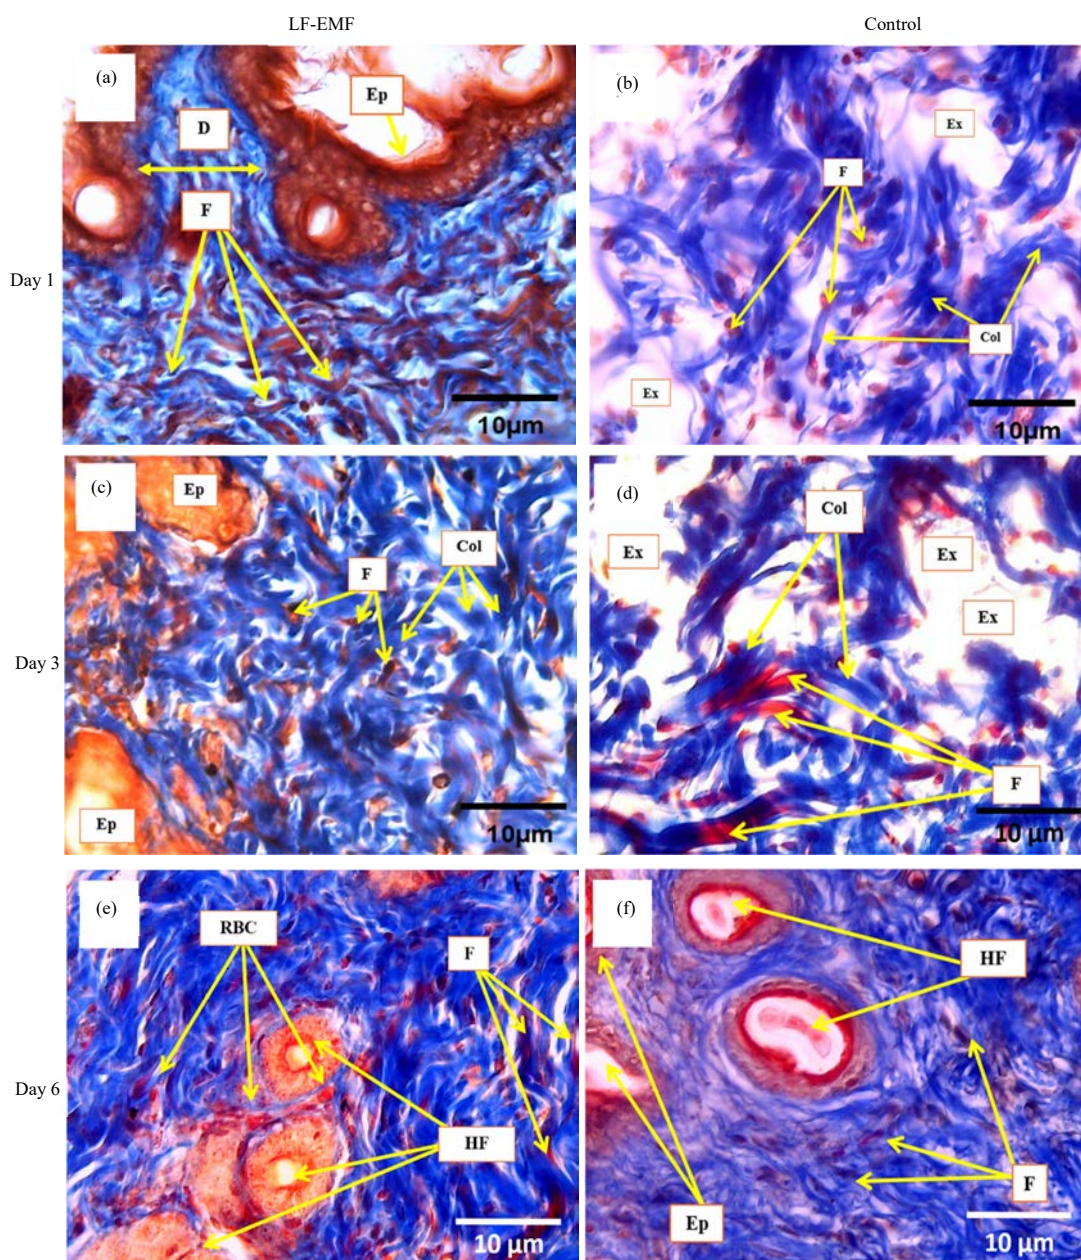 LF-EMF Control
Day 1
(a)
Ep
D
F
10μm
(b)
Ex
F
Col
Ex
10μm
Day 3
(c)
Ep
Col
F
Ep
10μm
(d)
Col
Ex
Ex
Ex
F
10 μm
Day 6
(e)
RBC
F
HF
10 μm
(f)
HF
F
Ep
10 μm